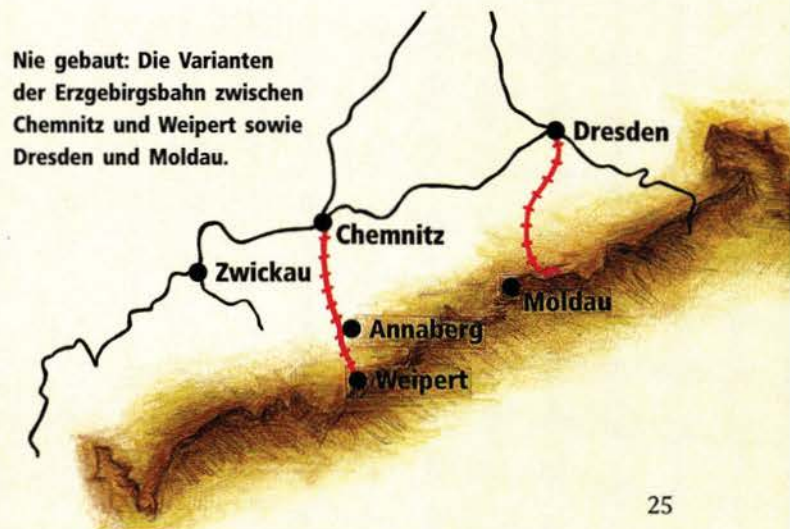 Nie gebaut: Die Varianten
der Erzgebirgsbahn zwischen
Chemnitz und Weipert sowie
Dresden und Moldau.
Dresden
Chemnitz
Zwickau
Moldau
Annaberg
Weipert
25